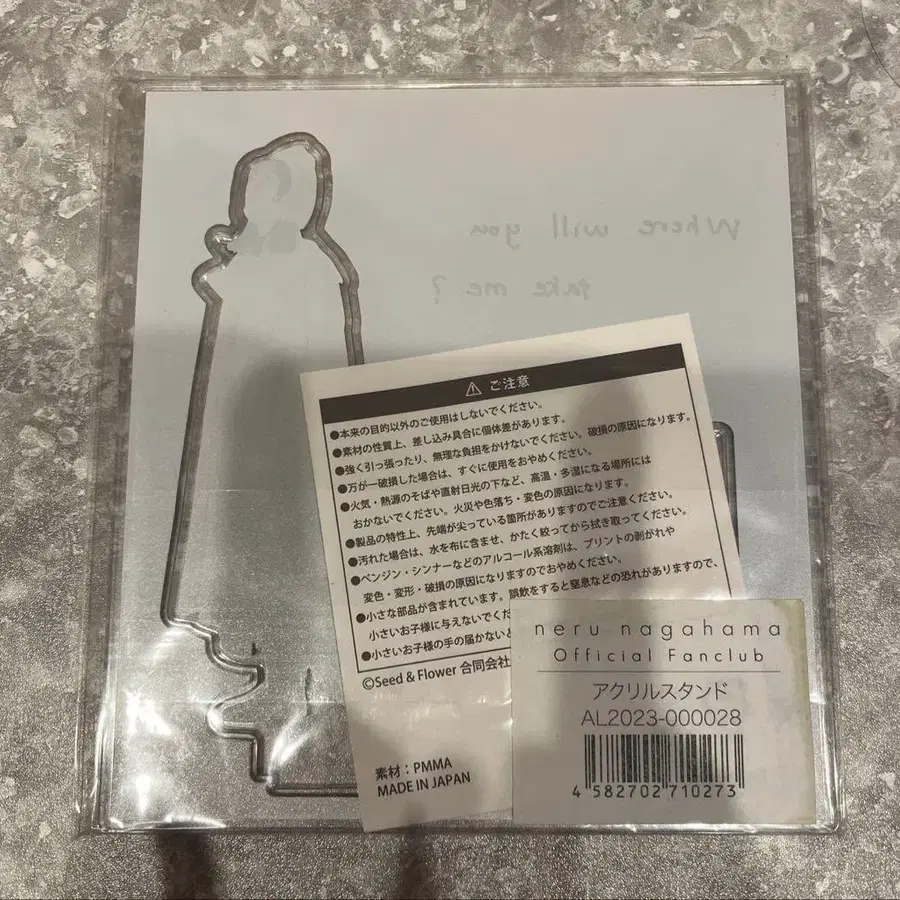 Where will you
take me?
⚠ ご注意
●本来の目的以外のご使用はしないでください。
●素材の性質上、差し込み具合に個体差があります。
●強く引っ張ったり、無理な負担をかけないでください。破損の原因になります。
●万が一破損した場合は、すぐに使用をおやめください。
●火気・熱源のそばや直射日光の下など、高温・多湿になる場所には
おかないでください。火災や色落ち・変色の原因になります。
●製品の特性上、先端が尖っている箇所がありますのでご注意ください。
●汚れた場合は、水を布に含ませ、かたく絞ってから拭き取ってください。
●ベンジン・シンナーなどのアルコール系溶剤は、プリントの剥がれや
変色・変形・破損の原因になりますのでおやめください。
●小さな部品が含まれています。誤飲をすると窒息などの恐れがありますので、
小さいお子様に与えないでくだ
●小さいお子様の手の届かないと
©Seed & Flower 合同会社
素材：PMMA
MADE IN JAPAN
neru nagahama
Official Fanclub
アクリルスタンド
AL2023-000028
4 582702 710273